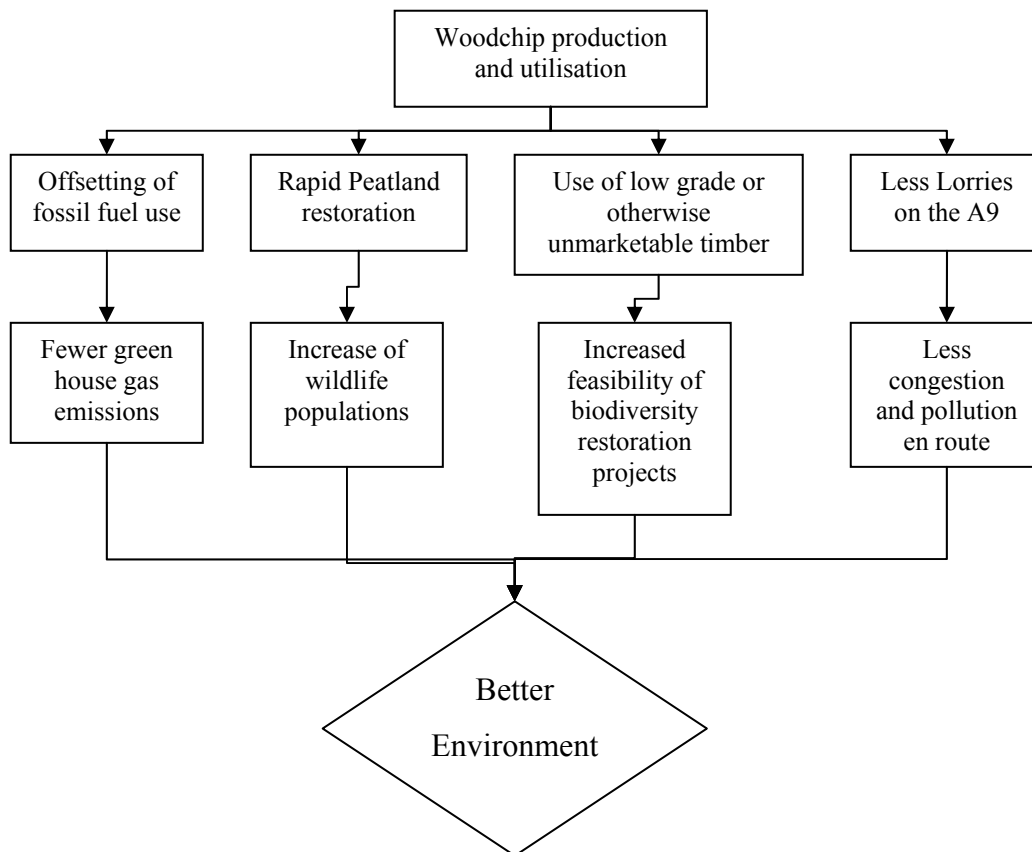 Woodchip production
and utilisation
Offsetting of
fossil fuel use
Rapid Peatland
restoration
Use of low grade or
otherwise
unmarketable timber
Less Lorries
on the A9
Fewer green
house gas
emissions
Increase of
wildlife
populations
Increased
feasibility of
biodiversity
restoration
projects
Less
congestion
and pollution
en route
Better
Environment